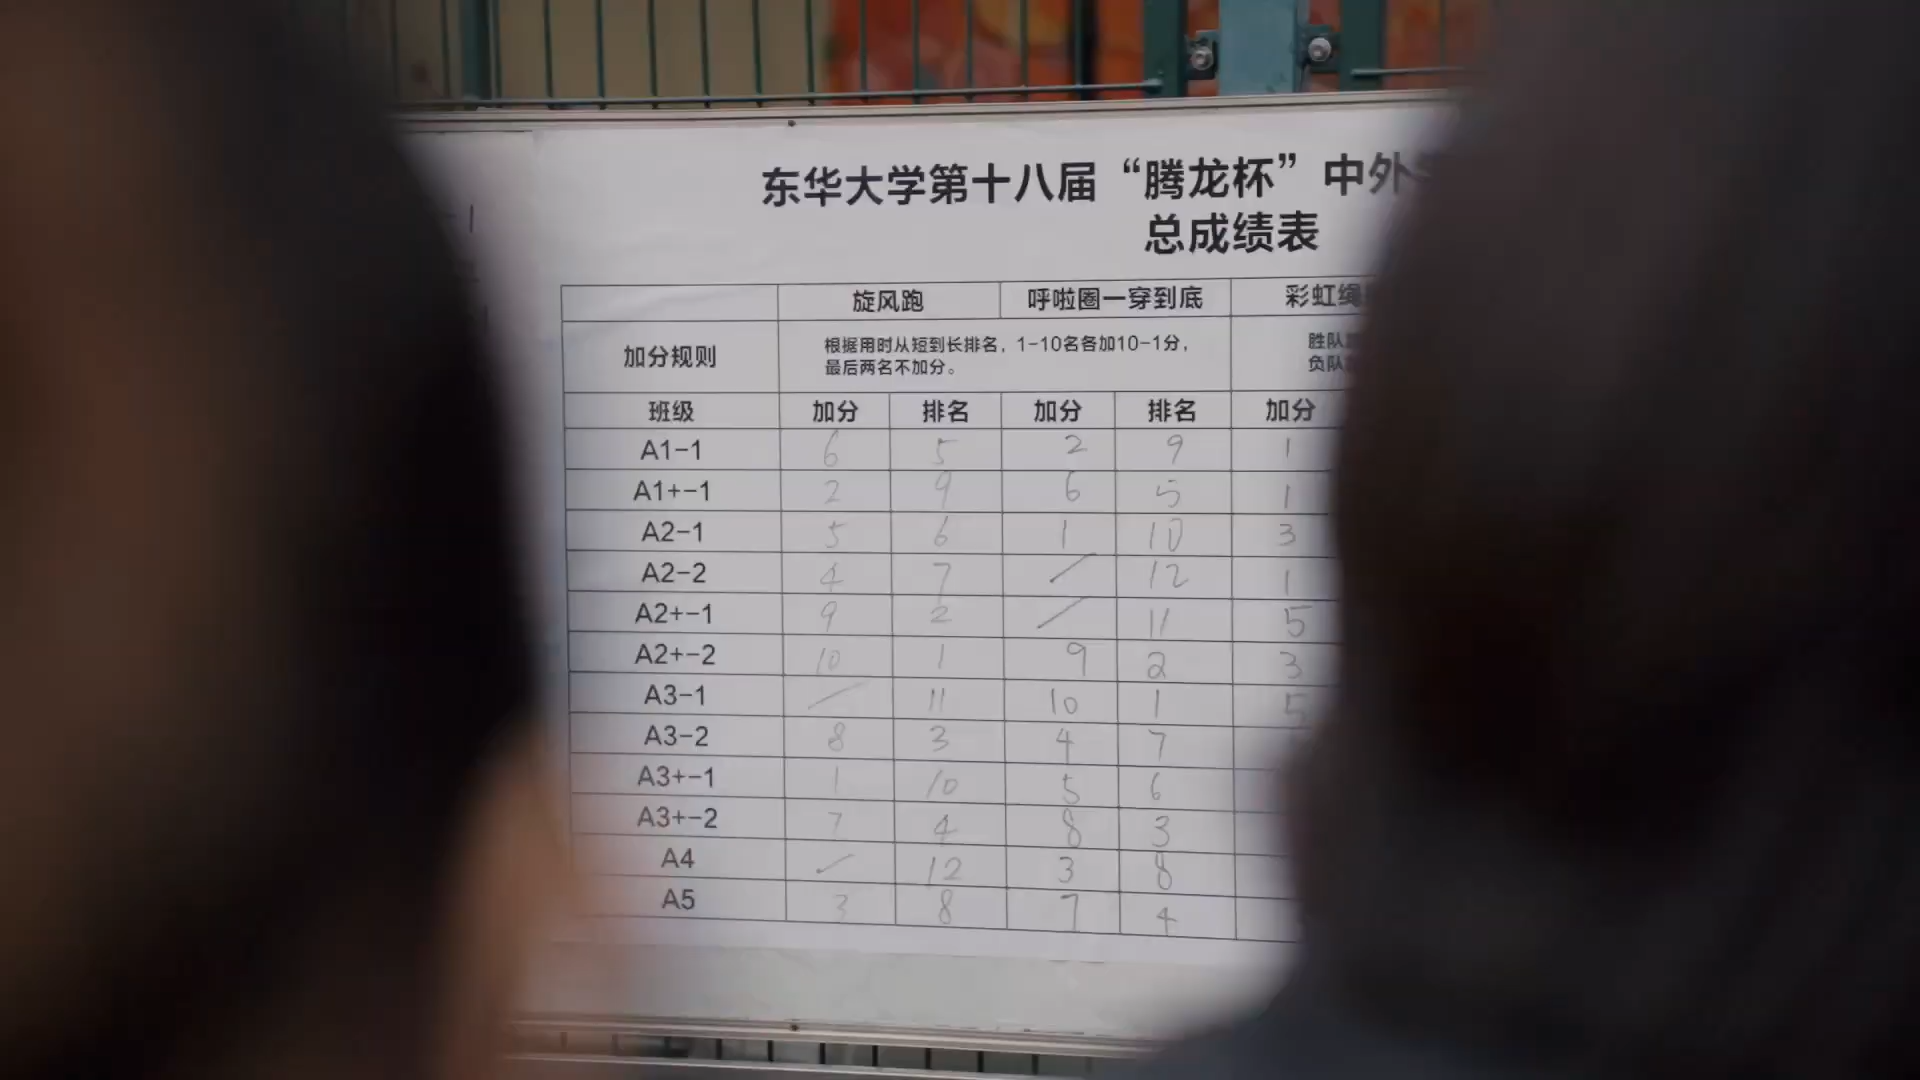 东华大学第十八届“腾龙杯”中外
总成绩表
旋风跑 呼啦圈一穿到底 彩虹绳
加分规则 根据用时从短到长排名，1-10名各加10-1分， 胜队
最后两名不加分。 负队
班级 加分 排名 加分 排名 加分
A1-1 6 5 2 9 1
A1+-1 2 9 6 5 1
A2-1 5 6 1 10 3
A2-2 4 7 / 12 1
A2+-1 9 2 / 11 5
A2+-2 10 1 9 2 3
A3-1 / 11 10 1 5
A3-2 8 3 4 7
A3+-1 1 10 5 6
A3+-2 7 4 8 3
A4 / 12 3 8
A5 3 8 7 4